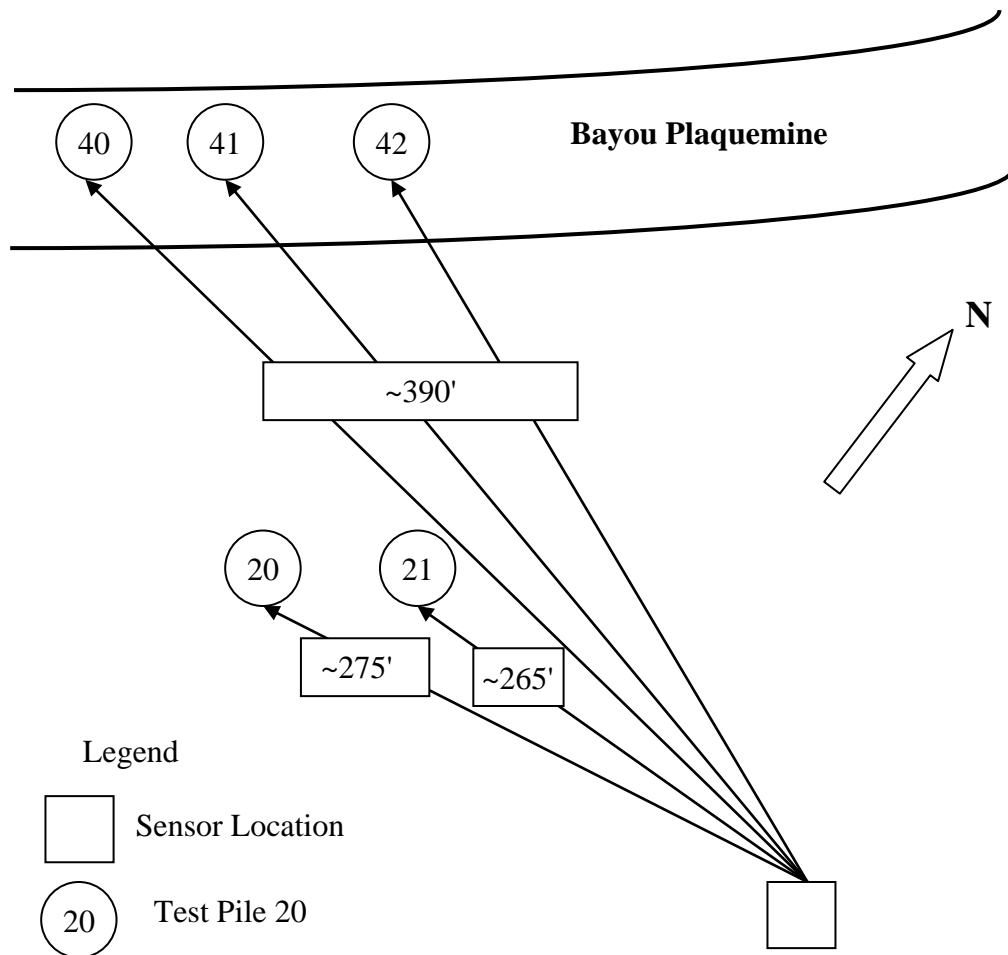 40
41
42
Bayou Plaquemine
N
~390'
20
21
~275'
~265'
Legend
Sensor Location
20
Test Pile 20